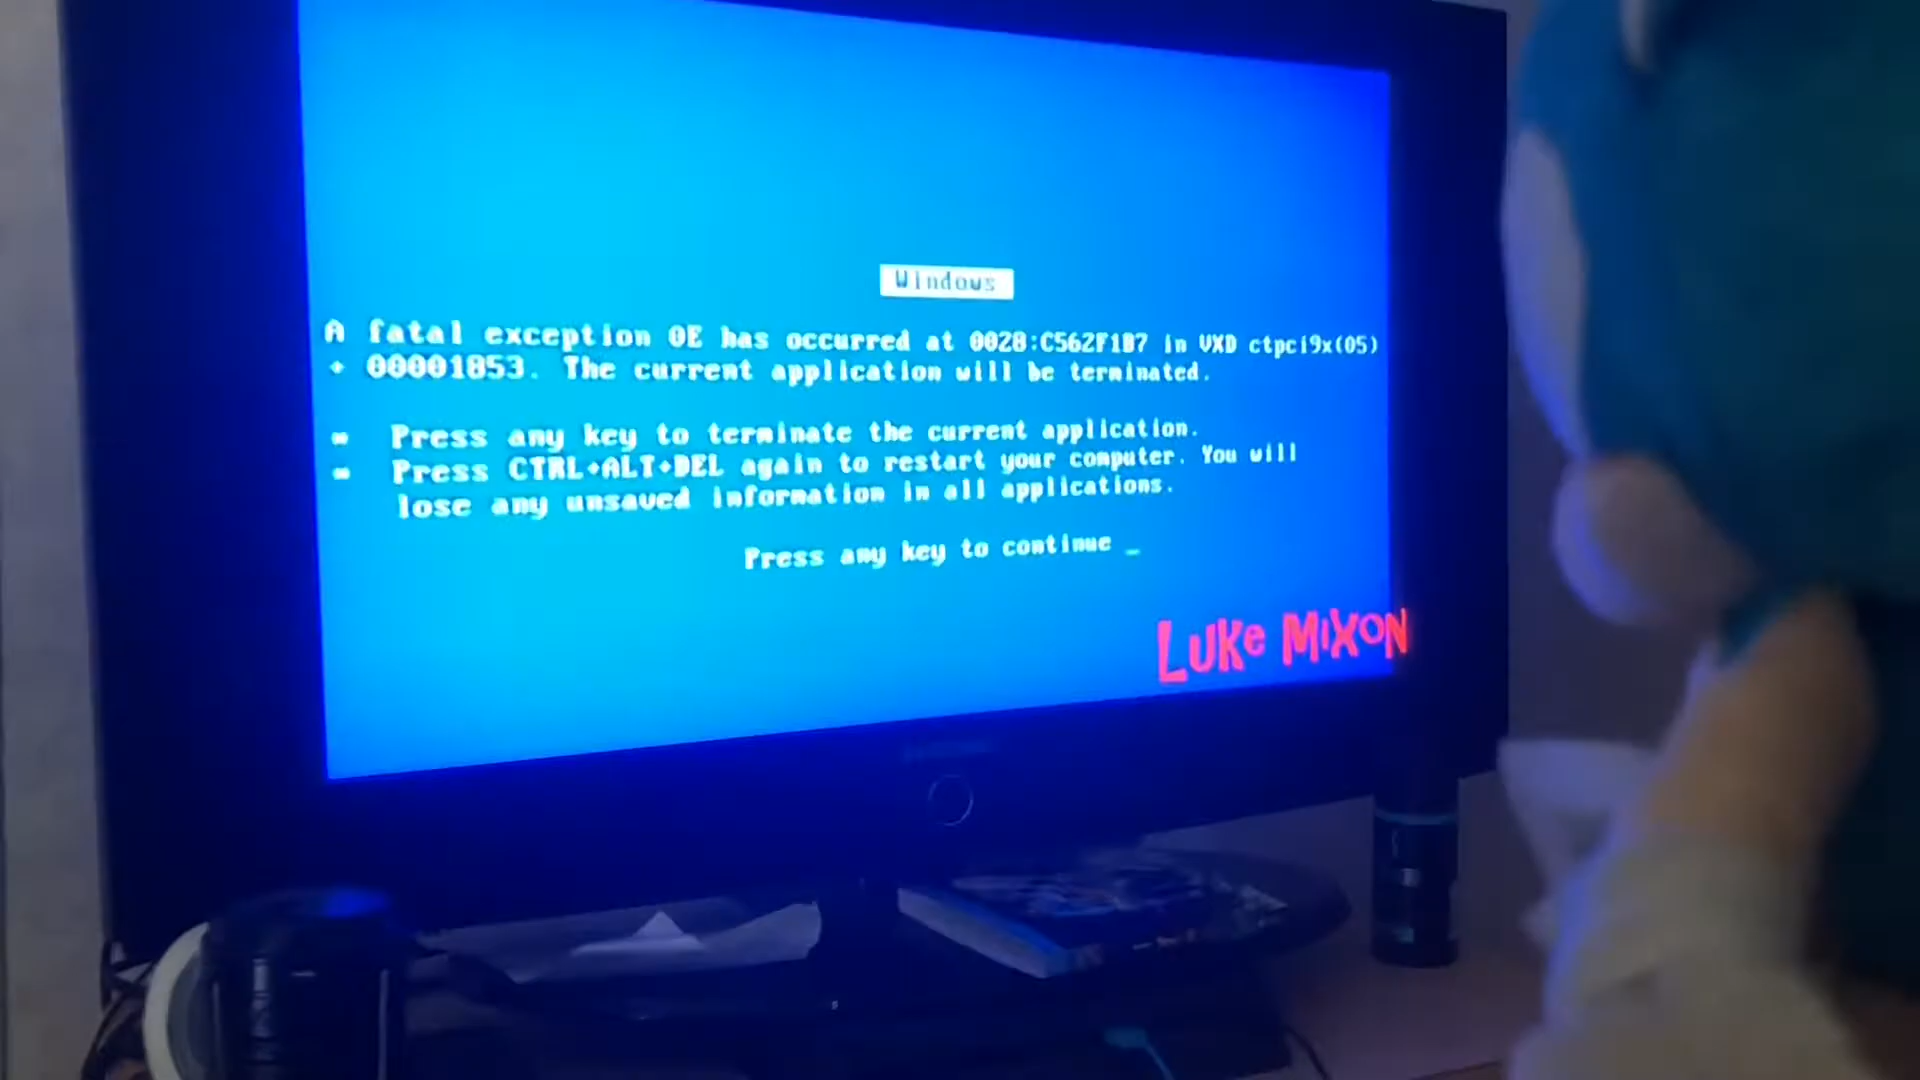 Windows
A fatal exception 0E has occurred at 0028:C562F1B7 in VXD ctpci9x(05)
+ 00001853. The current application will be terminated.
* Press any key to terminate the current application.
* Press CTRL+ALT+DEL again to restart your computer. You will
lose any unsaved information in all applications.
Press any key to continue _
LUKe MiXON